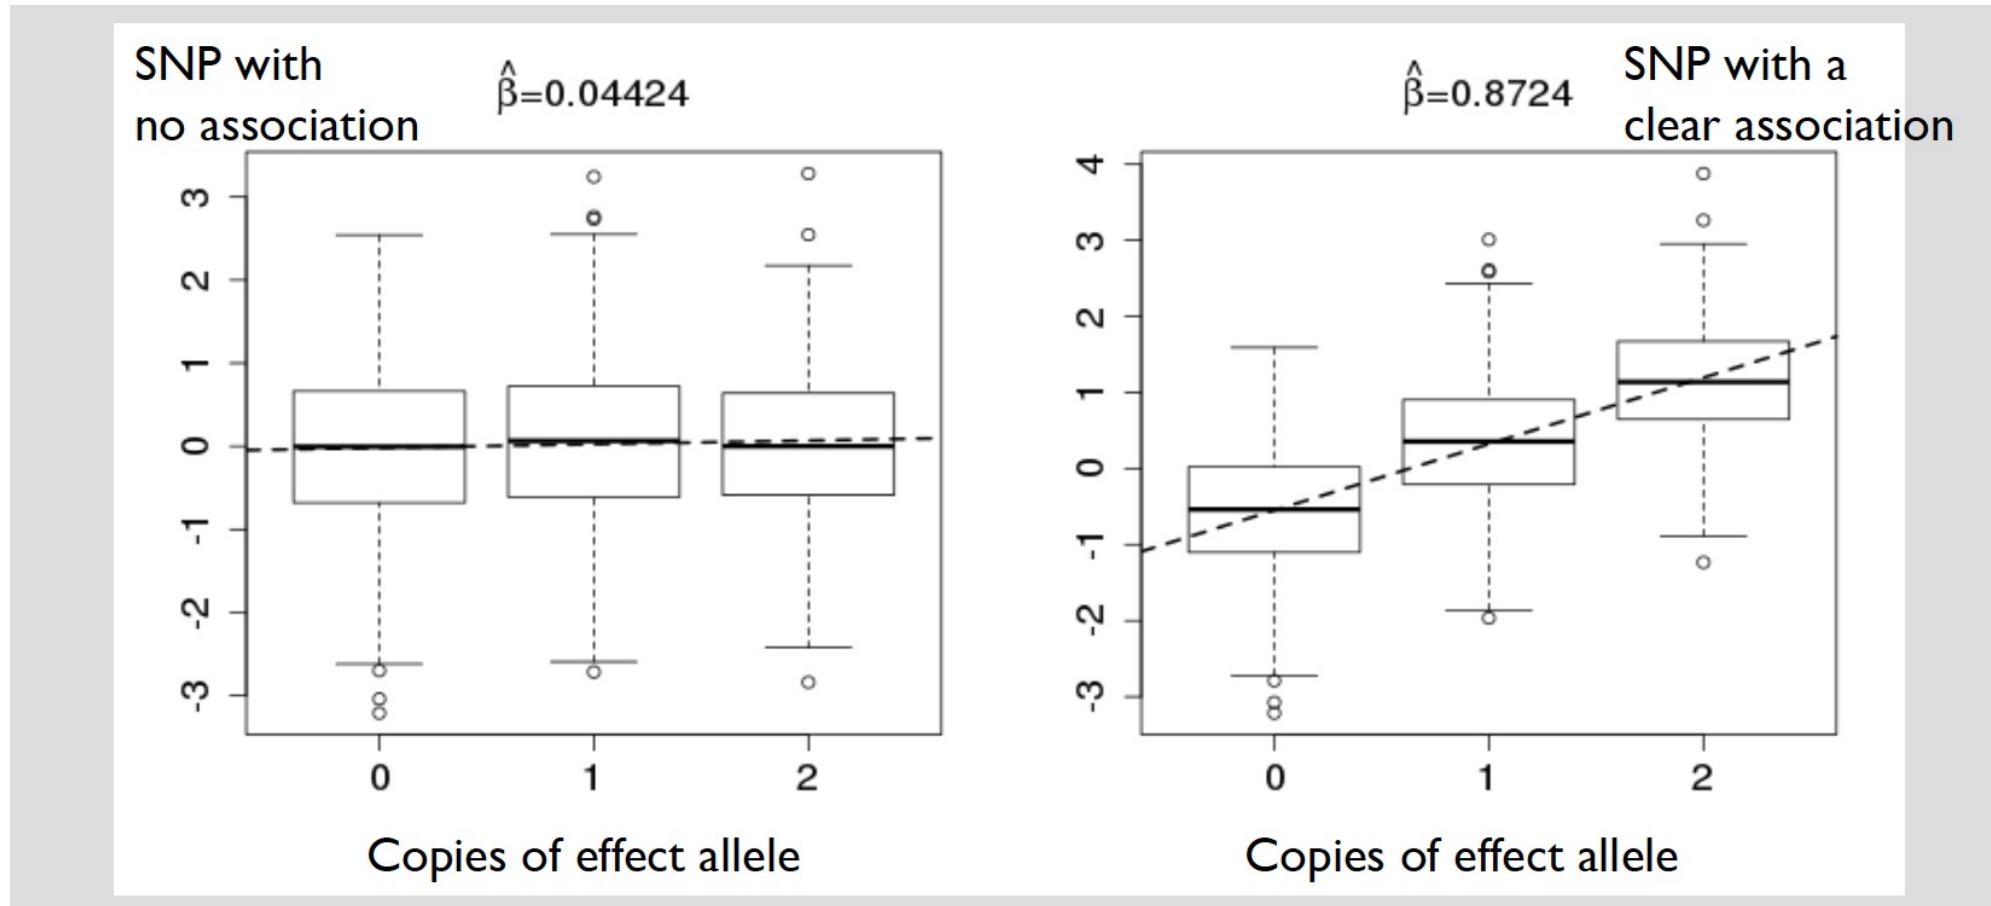 SNP with
no association
β̂=0.04424
3
2
1
0
-1
-2
-3
0 1 2
Copies of effect allele
β̂=0.8724
SNP with a
clear association
4
3
2
1
0
-1
-2
-3
0 1 2
Copies of effect allele